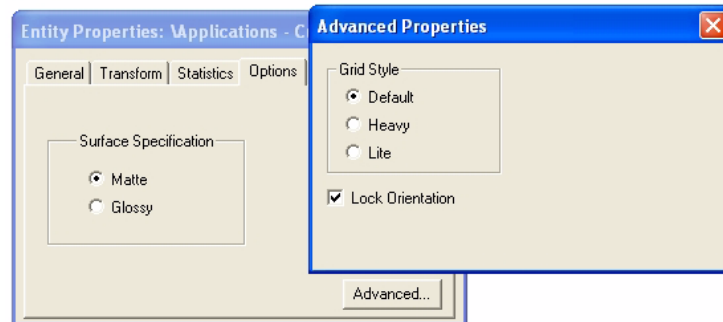 Entity Properties: \Applications - C
General Transform Statistics Options
Surface Specification
Matte
Glossy
Advanced...
Advanced Properties
Grid Style
Default
Heavy
Lite
Lock Orientation